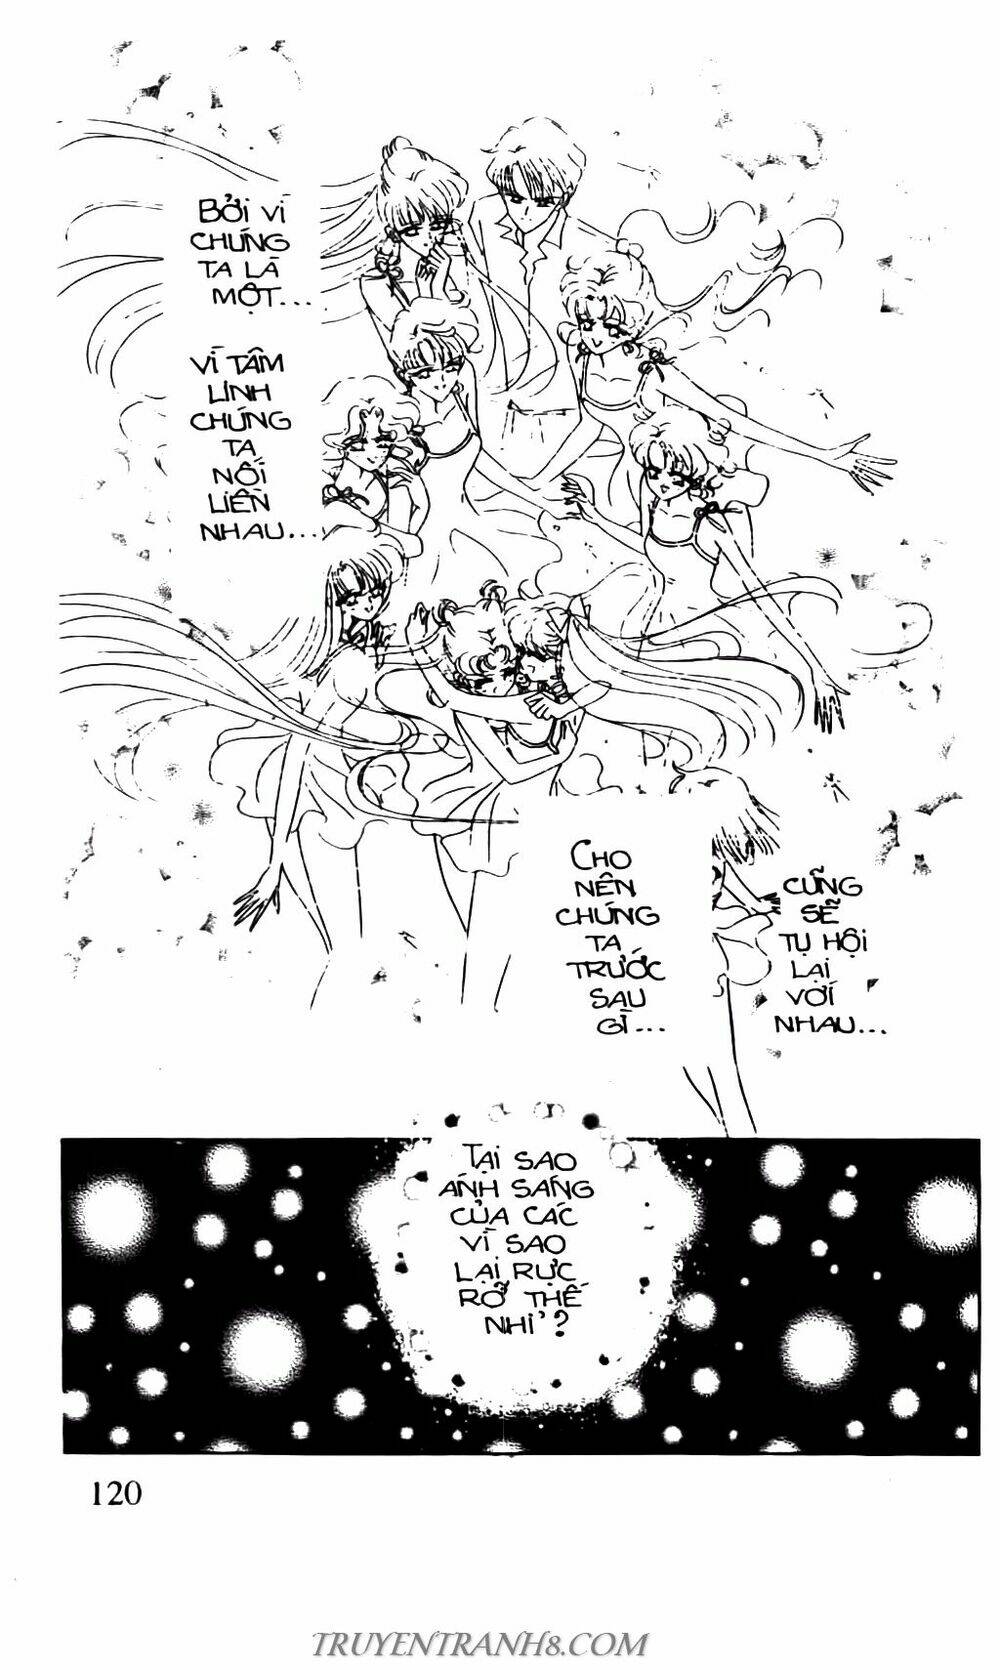 BỞI VÌ
CHÚNG
TA LÀ
MỘT...
VÌ TÂM
LINH
CHÚNG
TA
NỐI
LIỀN
NHAU...
CHO
NÊN
CHÚNG
TA
TRƯỚC
SAU
GÌ...
CŨNG
SẼ
TỤ HỘI
LẠI
VỚI
NHAU...
TẠI SAO
ÁNH SÁNG
CỦA CÁC
VÌ SAO
LẠI RỰC
RỠ THẾ
NHỈ?
120
TRUYENTRANH8.COM